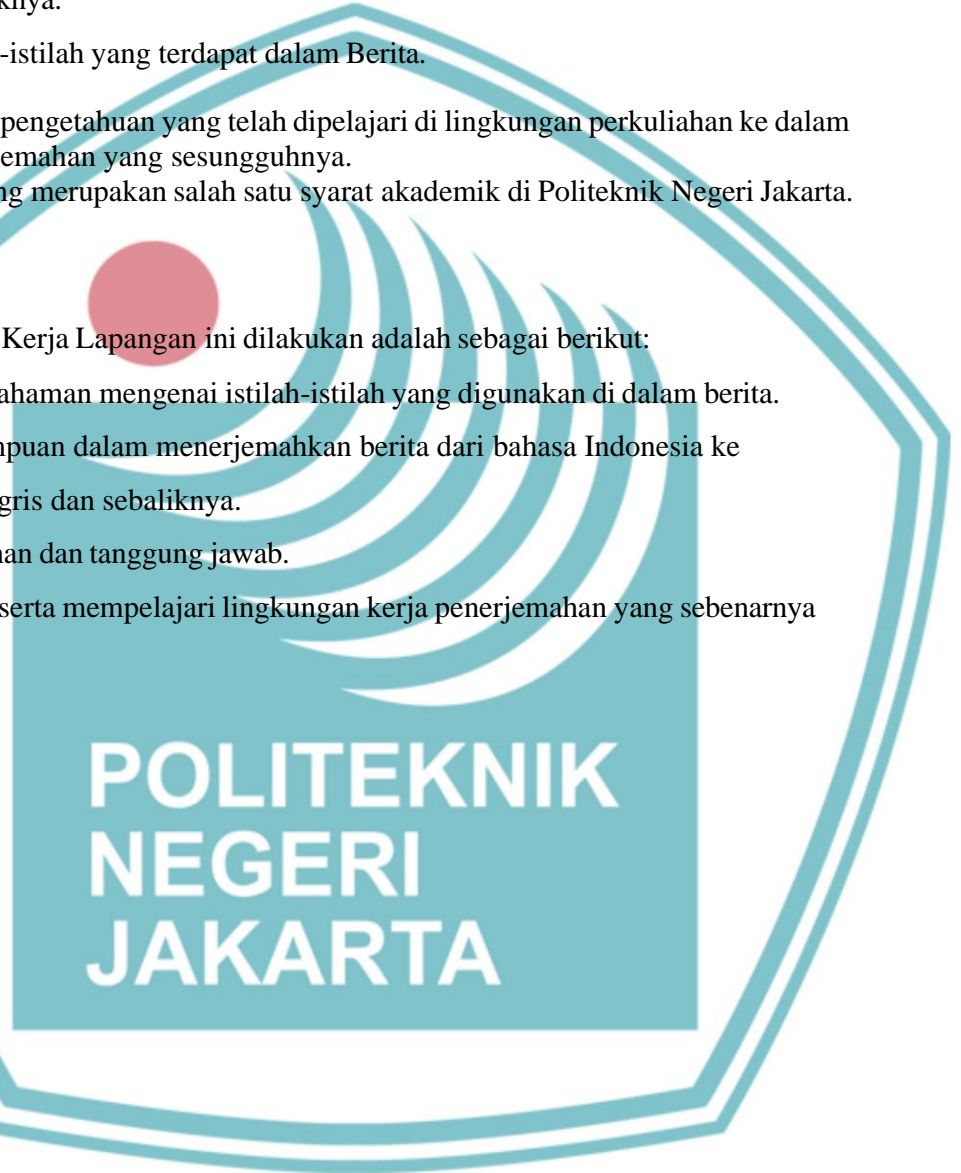 knya.
-istilah yang terdapat dalam Berita.
pengetahuan yang telah dipelajari di lingkungan perkuliahan ke dalam
emahan yang sesungguhnya.
ng merupakan salah satu syarat akademik di Politeknik Negeri Jakarta.
Kerja Lapangan ini dilakukan adalah sebagai berikut:
ahaman mengenai istilah-istilah yang digunakan di dalam berita.
npuan dalam menerjemahkan berita dari bahasa Indonesia ke
gris dan sebaliknya.
nan dan tanggung jawab.
serta mempelajari lingkungan kerja penerjemahan yang sebenarnya
POLITEKNIK
NEGERI
JAKARTA